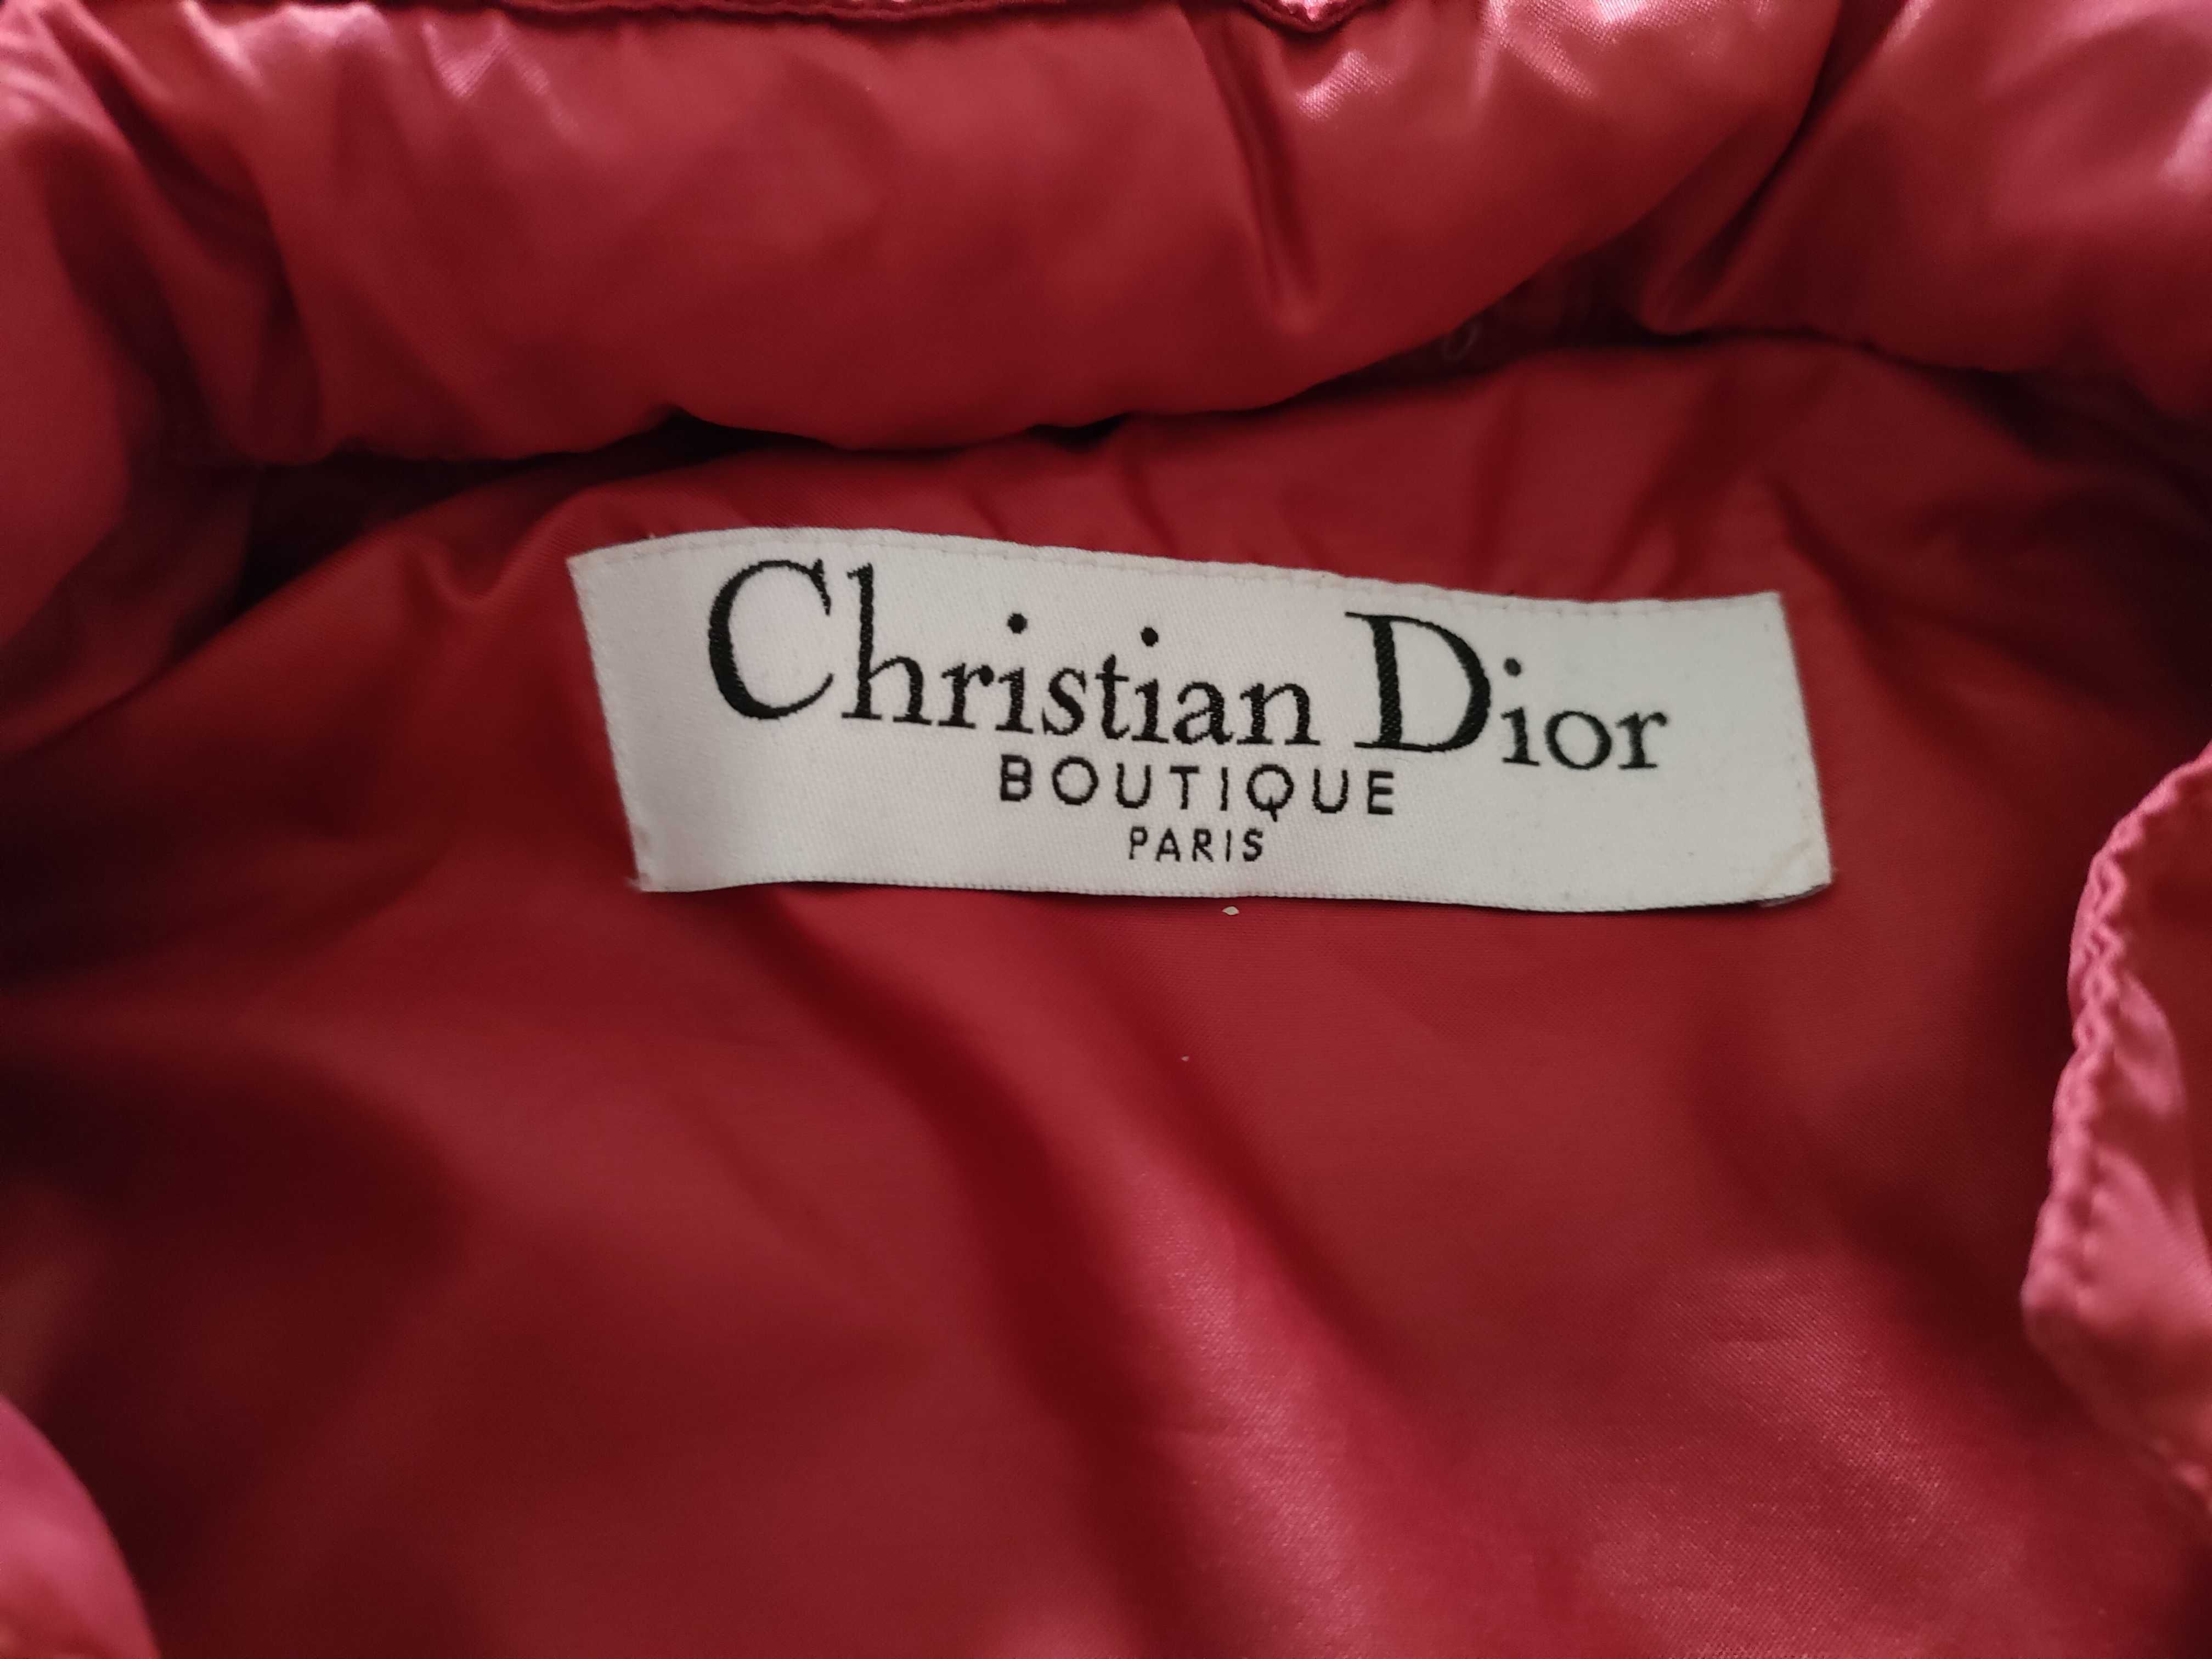 Christian Dior
BOUTIQUE
PARIS